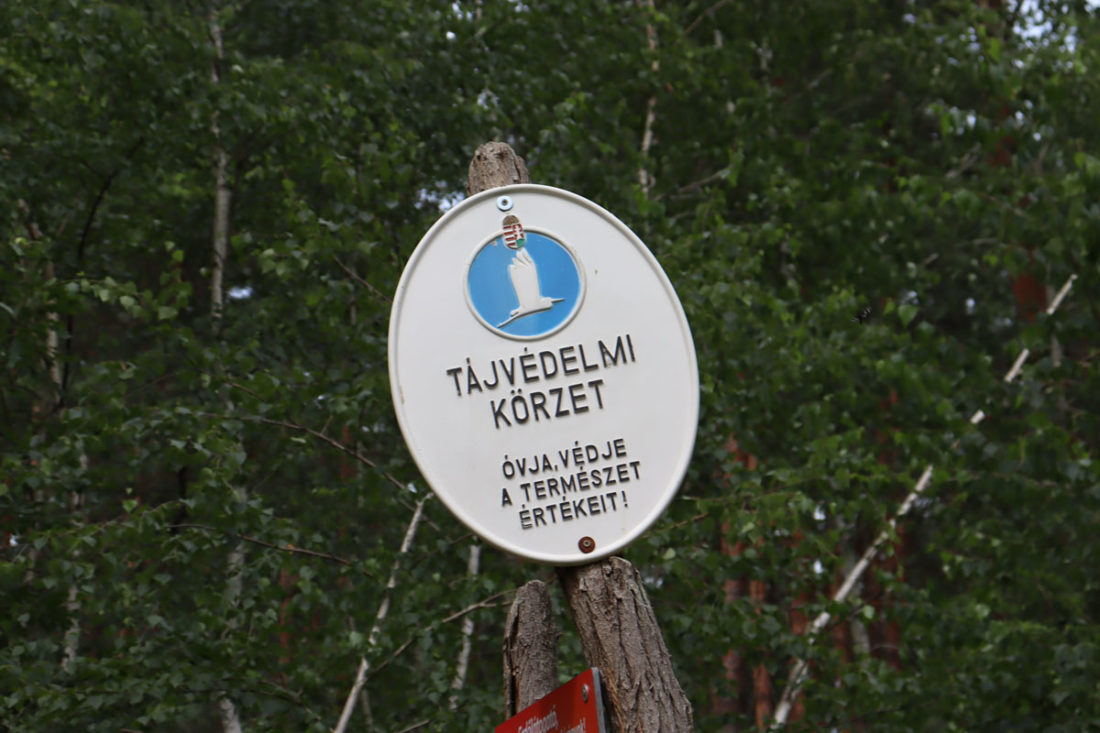 TÁJVÉDELMI
KÖRZET
ÓVJA, VÉDJE
A TERMÉSZET
ÉRTÉKEIT!